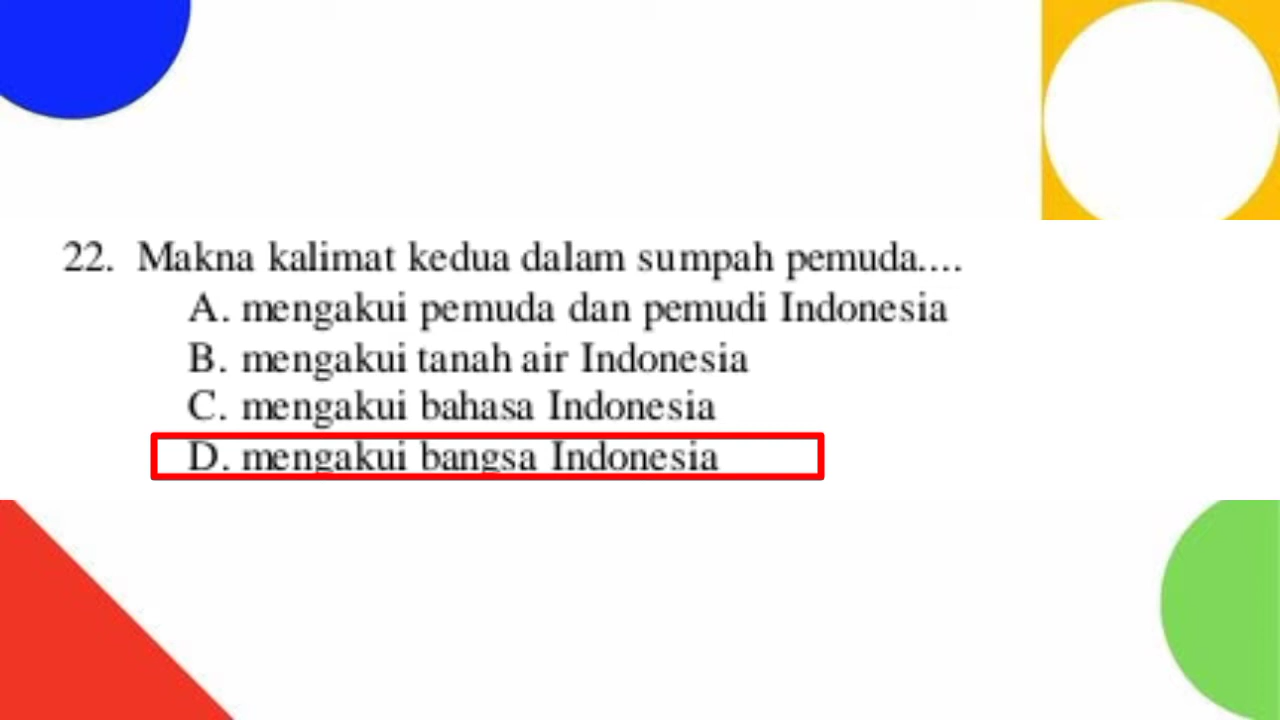 22. Makna kalimat kedua dalam sumpah pemuda....
A. mengakui pemuda dan pemudi Indonesia
B. mengakui tanah air Indonesia
C. mengakui bahasa Indonesia
D. mengakui bangsa Indonesia